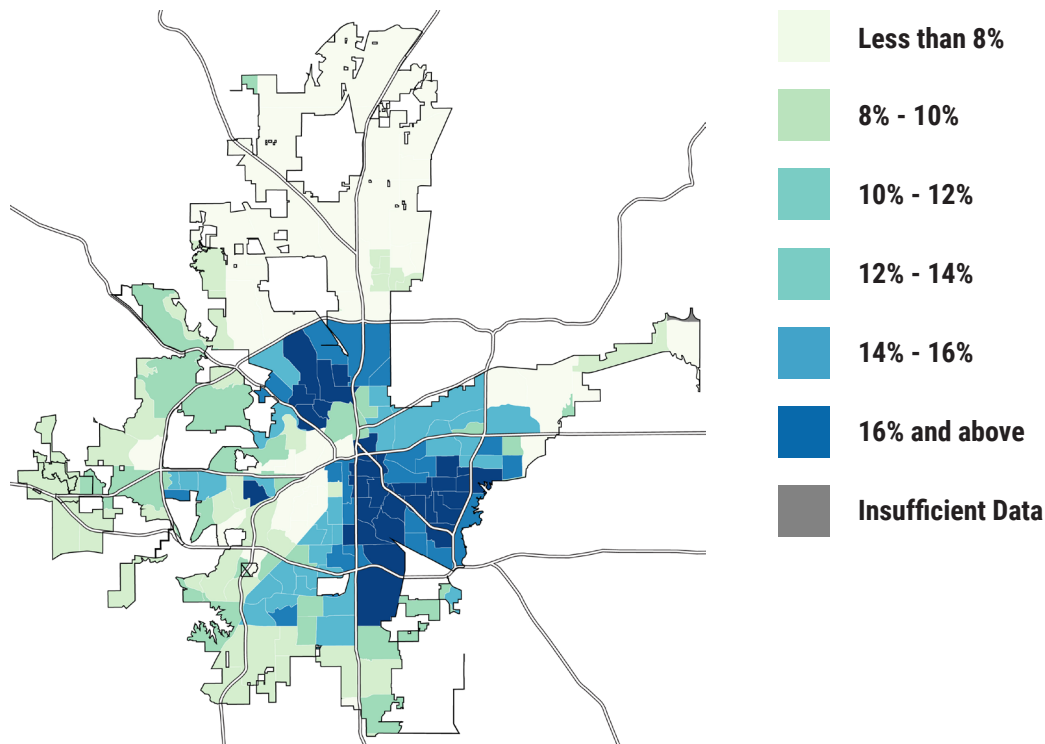 Less than 8%
8% - 10%
10% - 12%
12% - 14%
14% - 16%
16% and above
Insufficient Data